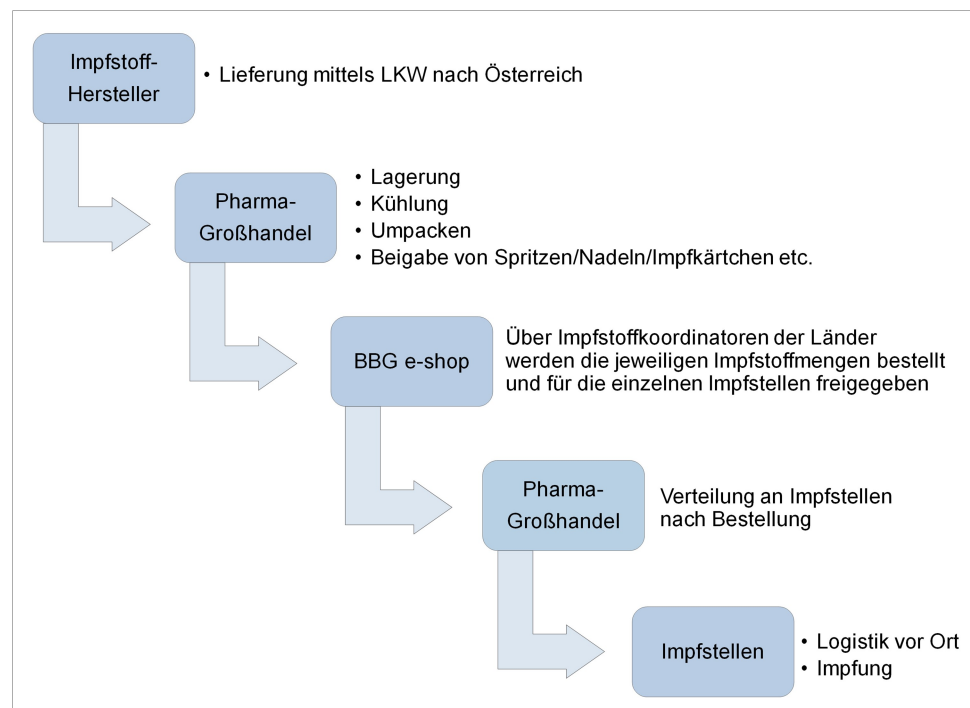 Impfstoff-
Hersteller
• Lieferung mittels LKW nach Österreich
Pharma-
Großhandel
• Lagerung
• Kühlung
• Umpacken
• Beigabe von Spritzen/Nadeln/Impfkärtchen etc.
BBG e-shop
Über Impfstoffkoordinatoren der Länder
werden die jeweiligen Impfstoffmengen bestellt
und für die einzelnen Impfstellen freigegeben
Pharma-
Großhandel
Verteilung an Impfstellen
nach Bestellung
Impfstellen
• Logistik vor Ort
• Impfung